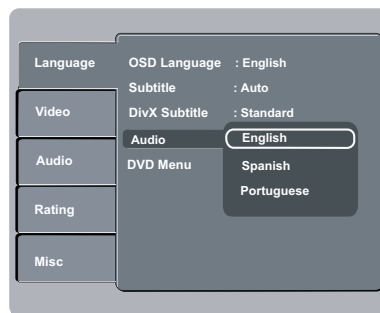 Language
Video
Audio
Rating
Misc
OSD Language : English
Subtitle : Auto
DivX Subtitle : Standard
Audio English
DVD Menu Spanish
Portuguese